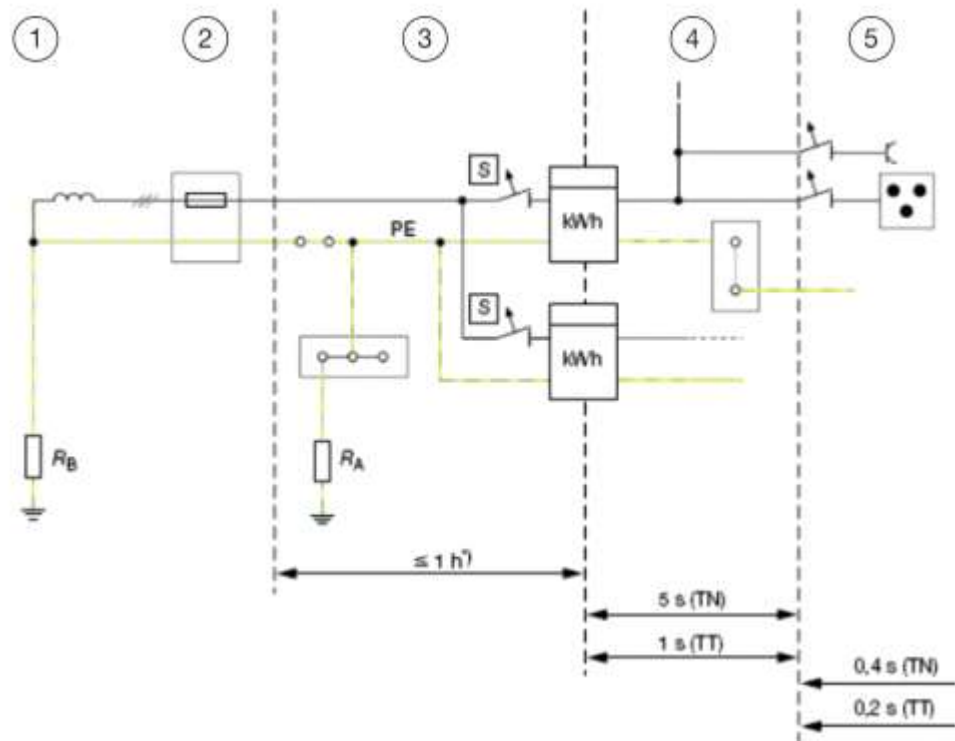 1
2
3
4
5
S
kWh
PE
S
kWh
RB
RA
≤ 1 h*)
5 s (TN)
1 s (TT)
0,4 s (TN)
0,2 s (TT)